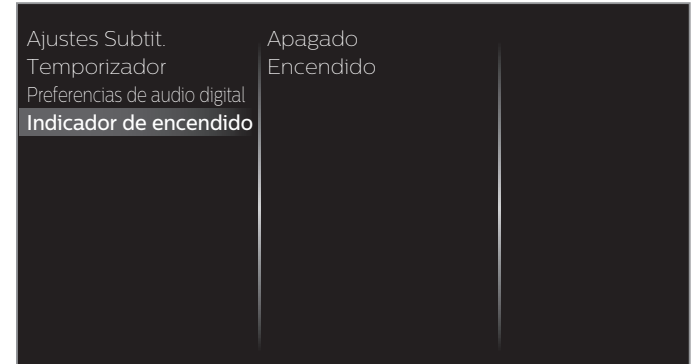 Ajustes Subtit.
Temporizador
Preferencias de audio digital
Indicador de encendido
Apagado
Encendido